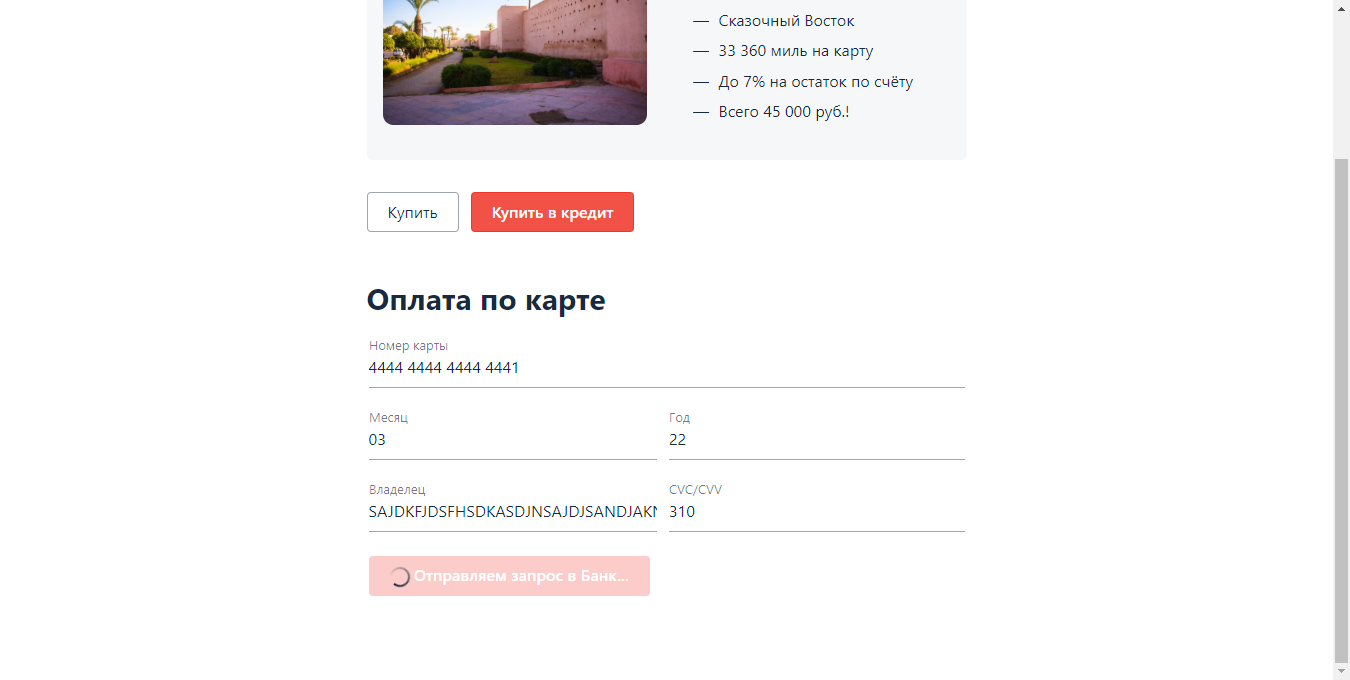 — Сказочный Восток
— 33 360 миль на карту
— До 7% на остаток по счёту
— Всего 45 000 руб.!
Купить
Купить в кредит
Оплата по карте
Номер карты
4444 4444 4444 4441
Месяц
Год
03
22
Владелец
CVC/CVV
SAJDKFJDSFHSDKASDJNSAJDJSANDJAKN
310
Отправляем запрос в Банк...